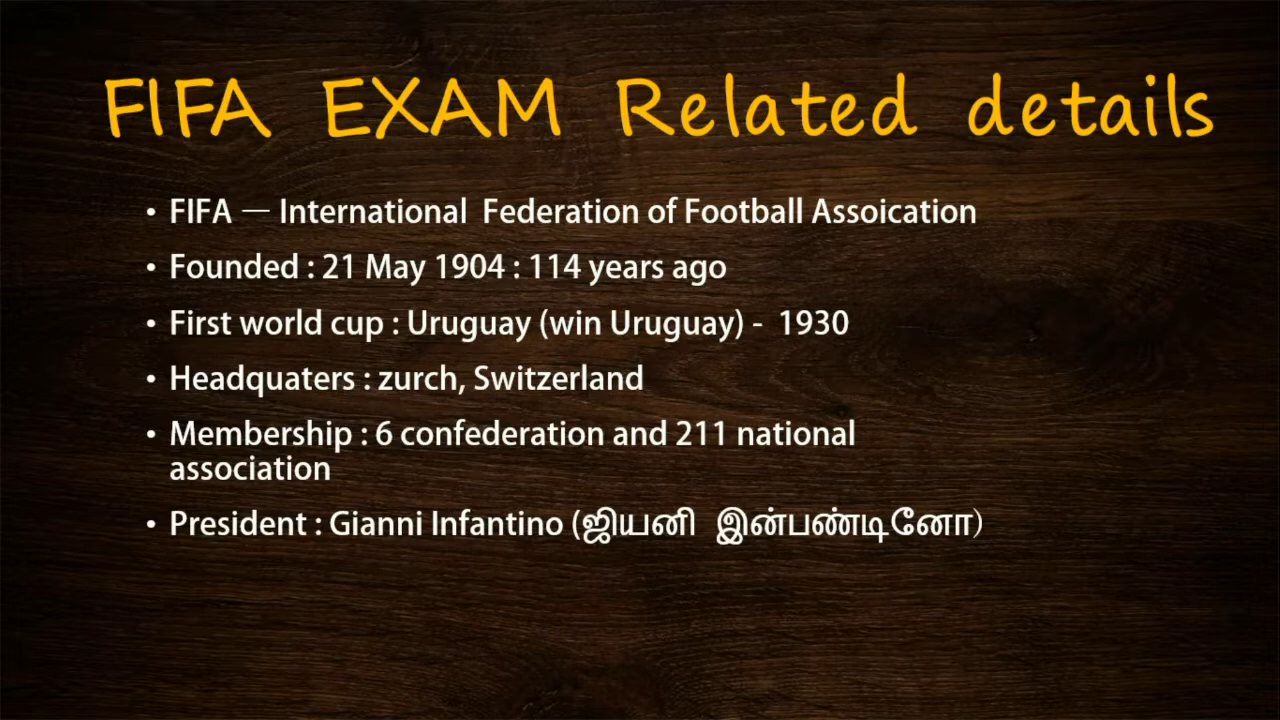 FIFA EXAM Related details
• FIFA — International Federation of Football Assoication
• Founded : 21 May 1904 : 114 years ago
• First world cup : Uruguay (win Uruguay) - 1930
• Headquaters : zurch, Switzerland
• Membership : 6 confederation and 211 national
association
• President : Gianni Infantino (ஜியனி இன்பண்டினோ)